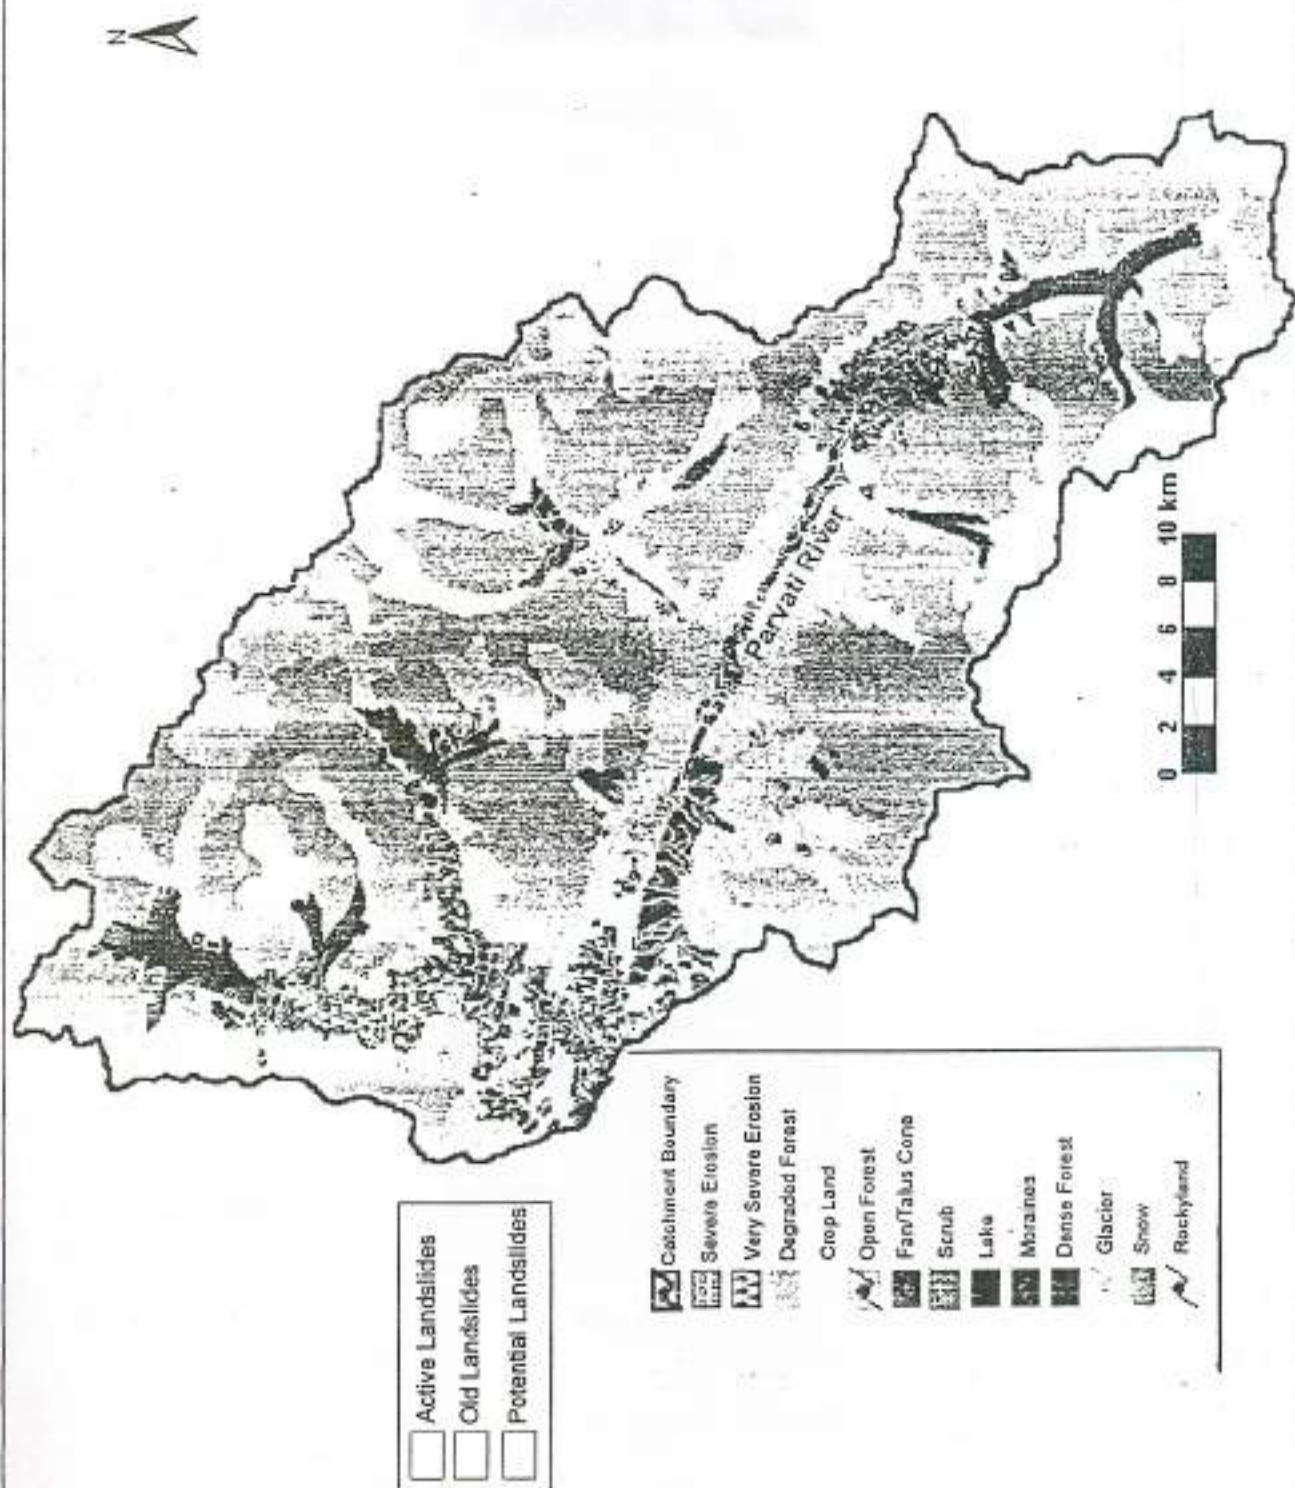 N
Parvati River
0 2 4 6 8 10 km
Active Landslides
Old Landslides
Potential Landslides
Catchment Boundary
Severe Erosion
Very Severe Erosion
Degraded Forest
Crop Land
Open Forest
Fan/Talus Cone
Scrub
Lake
Moraines
Dense Forest
Glacier
Snow
Rockyland